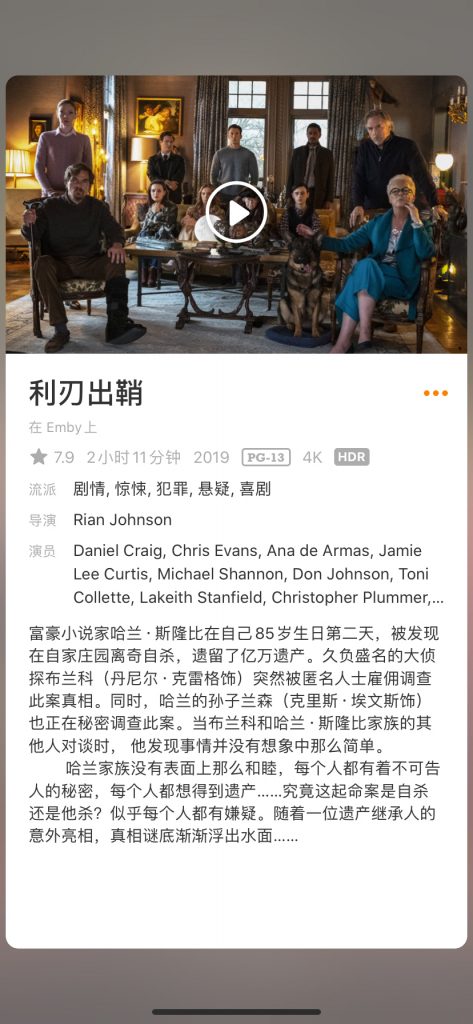 利刃出鞘
在 Emby 上
7.9 2小时11分钟 2019 PG-13 4K HDR
流派 剧情, 惊悚, 犯罪, 悬疑, 喜剧
导演 Rian Johnson
演员 Daniel Craig, Chris Evans, Ana de Armas, Jamie
Lee Curtis, Michael Shannon, Don Johnson, Toni
Collette, Lakeith Stanfield, Christopher Plummer,...
富豪小说家哈兰·斯隆比在自己85岁生日第二天，被发现
在自家庄园离奇自杀，遗留了亿万遗产。久负盛名的大侦
探布兰科（丹尼尔·克雷格饰）突然被匿名人士雇佣调查
此案真相。同时，哈兰的孙子兰森（克里斯·埃文斯饰）
也正在秘密调查此案。当布兰科和哈兰·斯隆比家族的其
他人对谈时， 他发现事情并没有想象中那么简单。
哈兰家族没有表面上那么和睦，每个人都有着不可告
人的秘密，每个人都想得到遗产……究竟这起命案是自杀
还是他杀？似乎每个人都有嫌疑。随着一位遗产继承人的
意外亮相，真相谜底渐渐浮出水面……